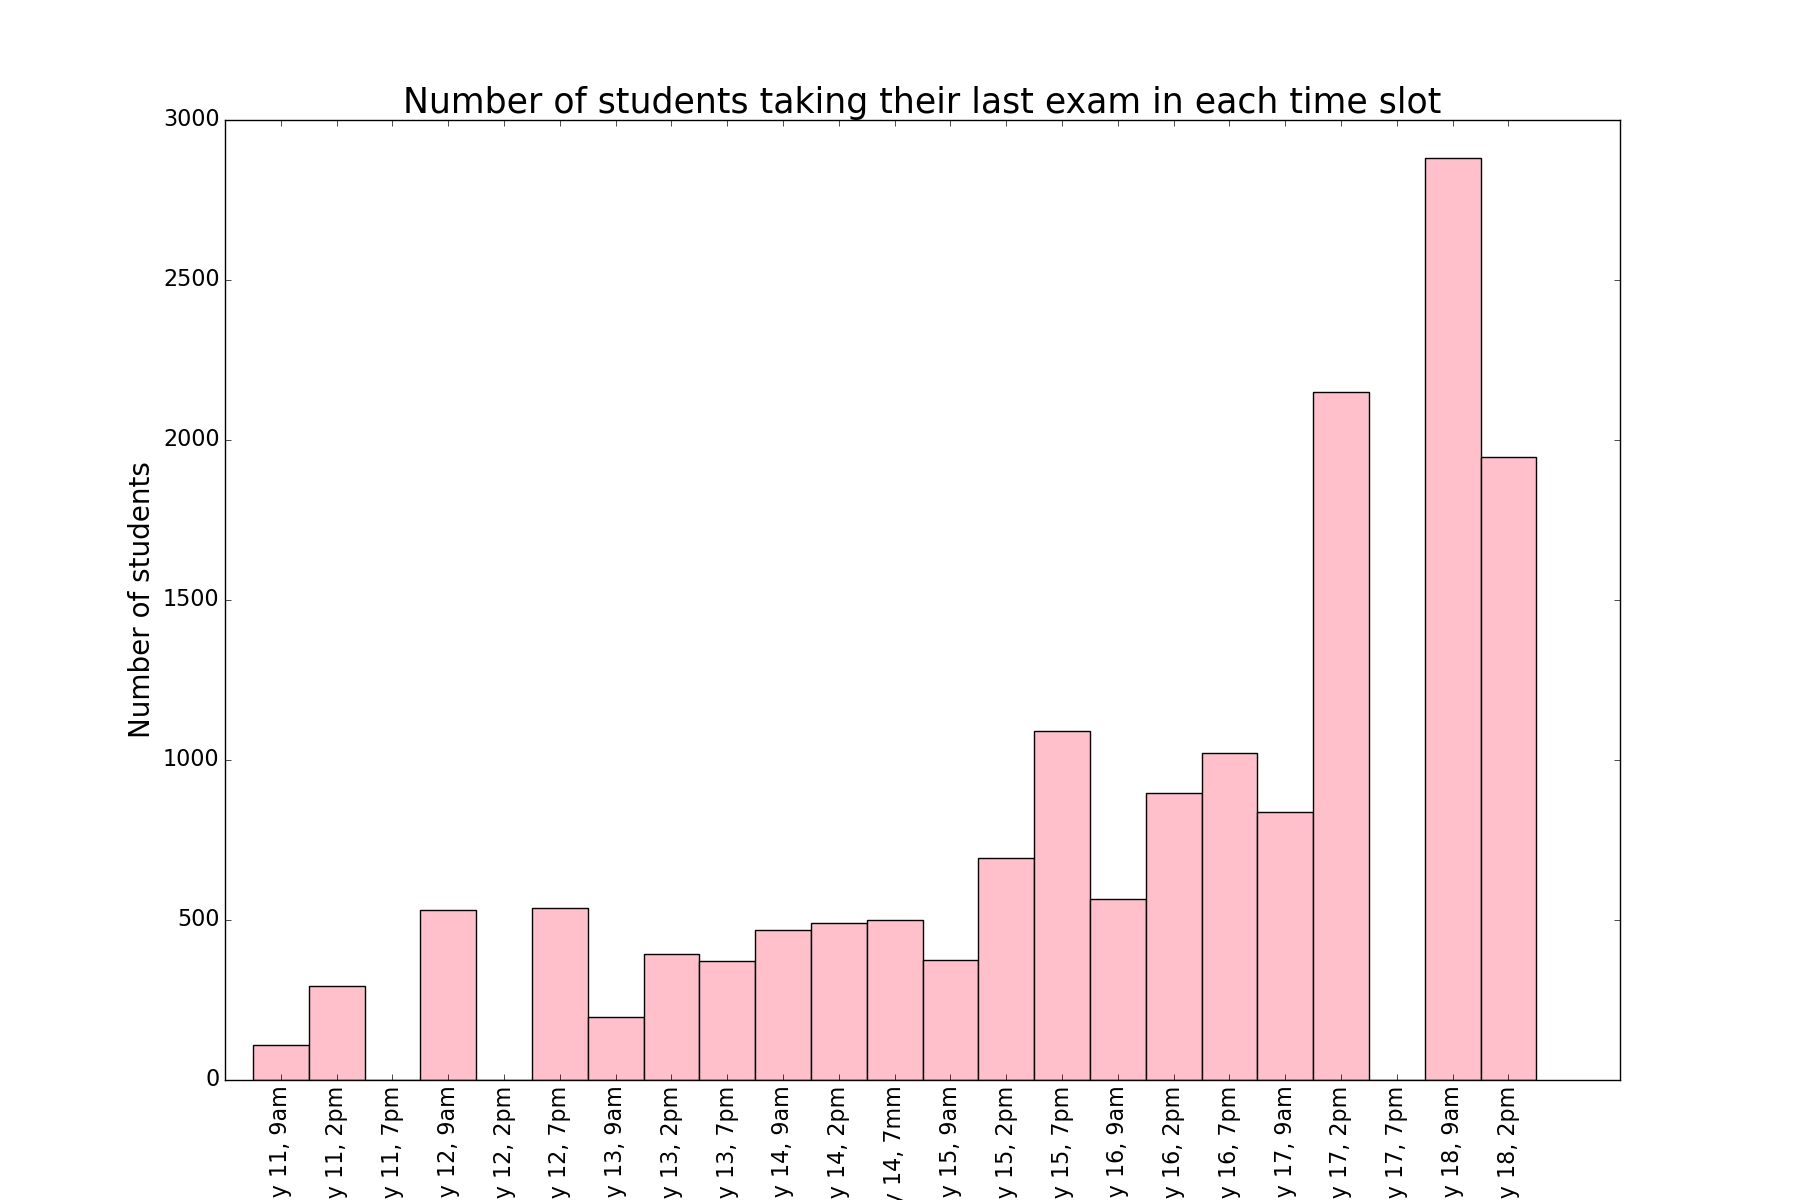 Number of students taking their last exam in each time slot
3000
2500
2000
1500
1000
500
0
Number of students
y 11, 9am
y 11, 2pm
y 11, 7pm
y 12, 9am
y 12, 2pm
y 12, 7pm
y 13, 9am
y 13, 2pm
y 13, 7pm
y 14, 9am
y 14, 2pm
y 14, 7mm
y 15, 9am
y 15, 2pm
y 15, 7pm
y 16, 9am
y 16, 2pm
y 16, 7pm
y 17, 9am
y 17, 2pm
y 17, 7pm
y 18, 9am
y 18, 2pm